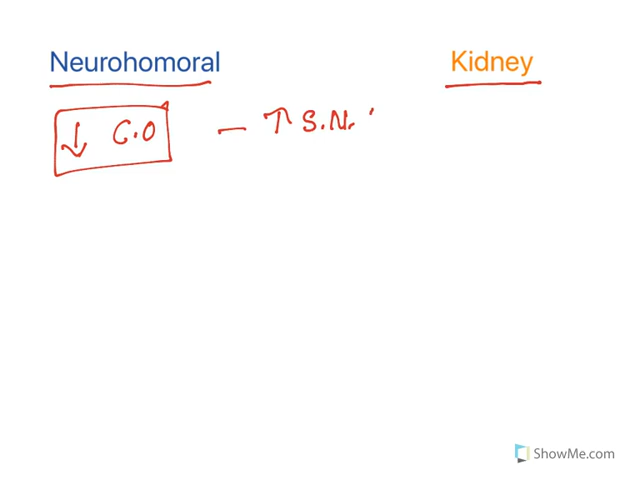 Neurohomoral Kidney
↓ C.O — ↑ S.N.
ShowMe.com